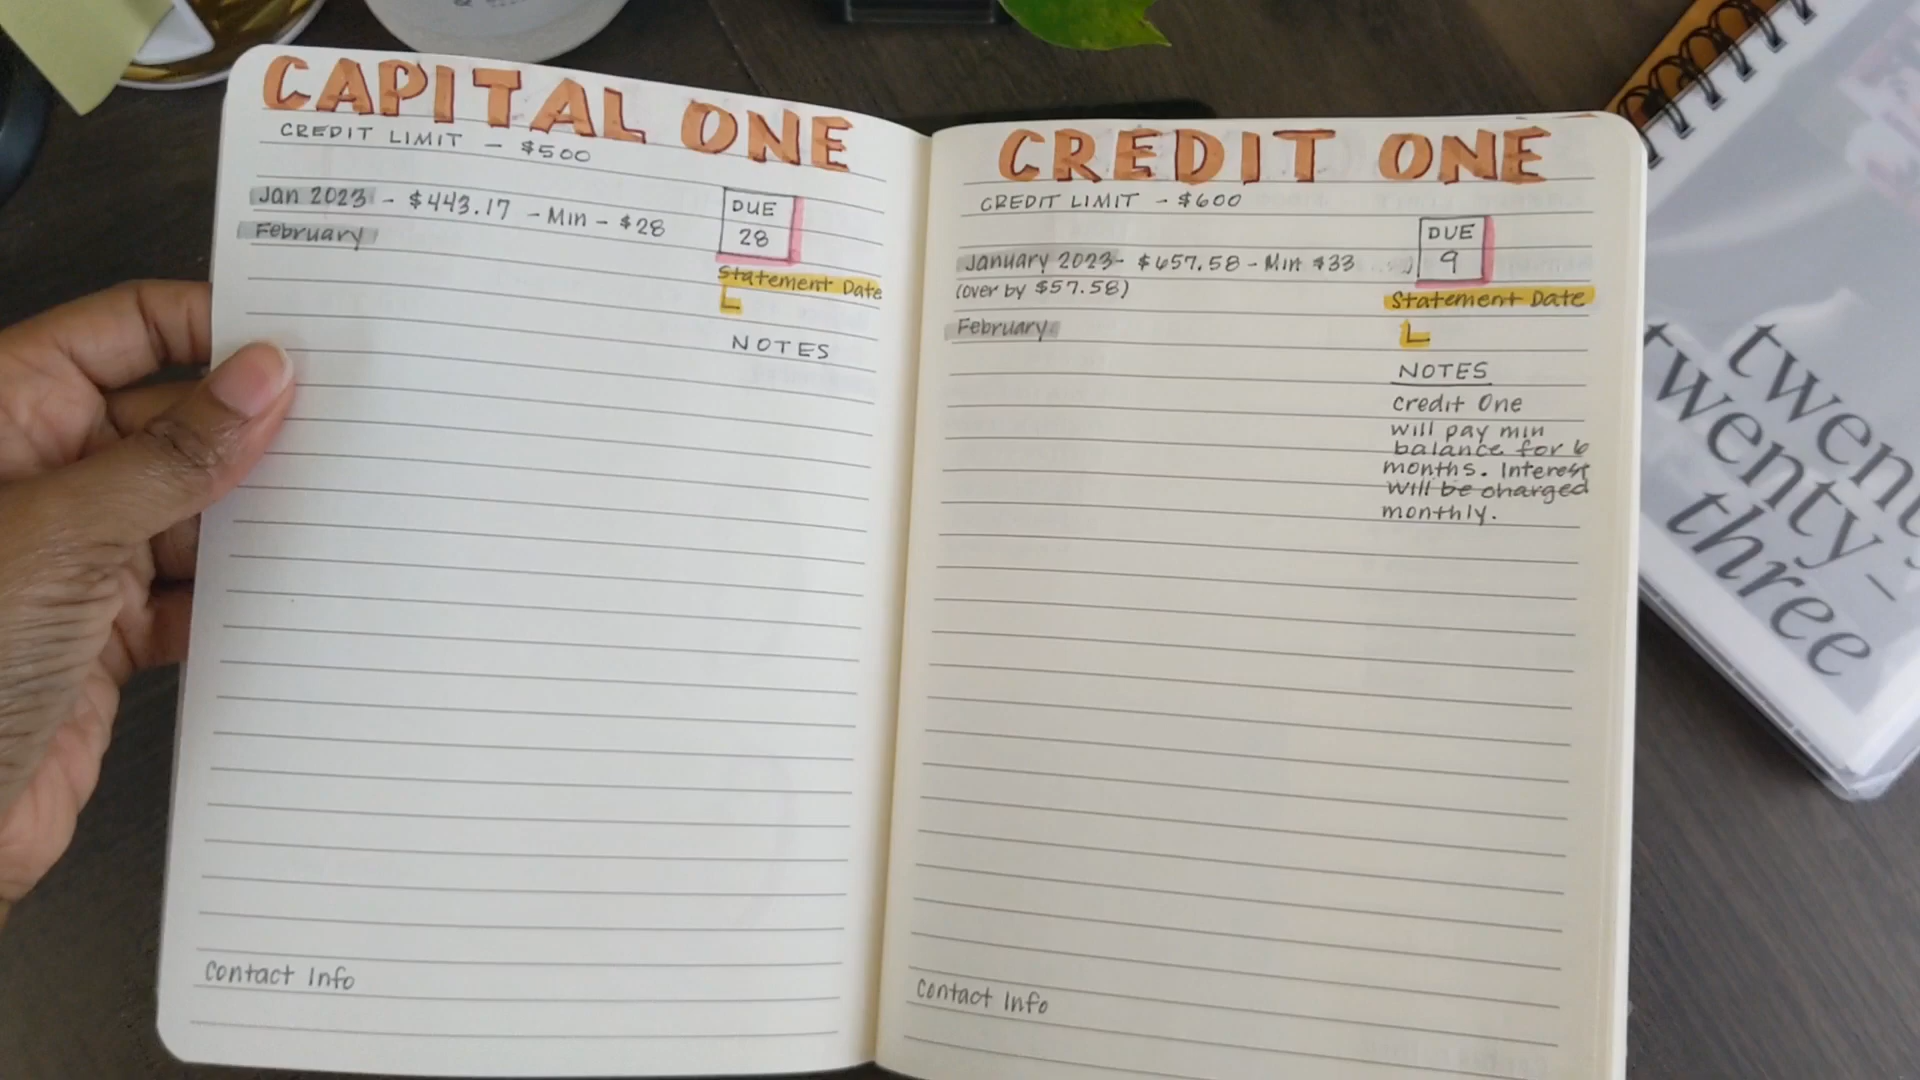 CAPITAL ONE
CREDIT LIMIT - $500
Jan 2023 - $443.17 - Min - $28
February
DUE
28
Statement Date
NOTES
Contact Info
CREDIT ONE
CREDIT LIMIT - $600
January 2023- $657.58 - Min $33
(over by $57.58)
February
DUE
9
Statement Date
NOTES
Credit One
will pay min
balance for 6
months. Interest
will be charged
monthly.
Contact Info
twenty
twenty-
three